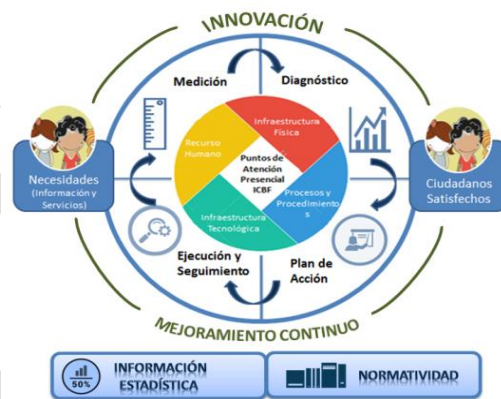 INNOVACIÓN
Medición
Diagnóstico
Infraestructura
Física
Recurso
Humano
Puntos de
Atención
Presencial
ICBF
Necesidades
(Información y
Servicios)
Ciudadanos
Satisfechos
Procesos y
Procedimiento
s
Infraestructura
Tecnológica
Ejecución y
Seguimiento
Plan de
Acción
MEJORAMIENTO CONTINUO
50%
INFORMACIÓN
ESTADÍSTICA
NORMATIVIDAD